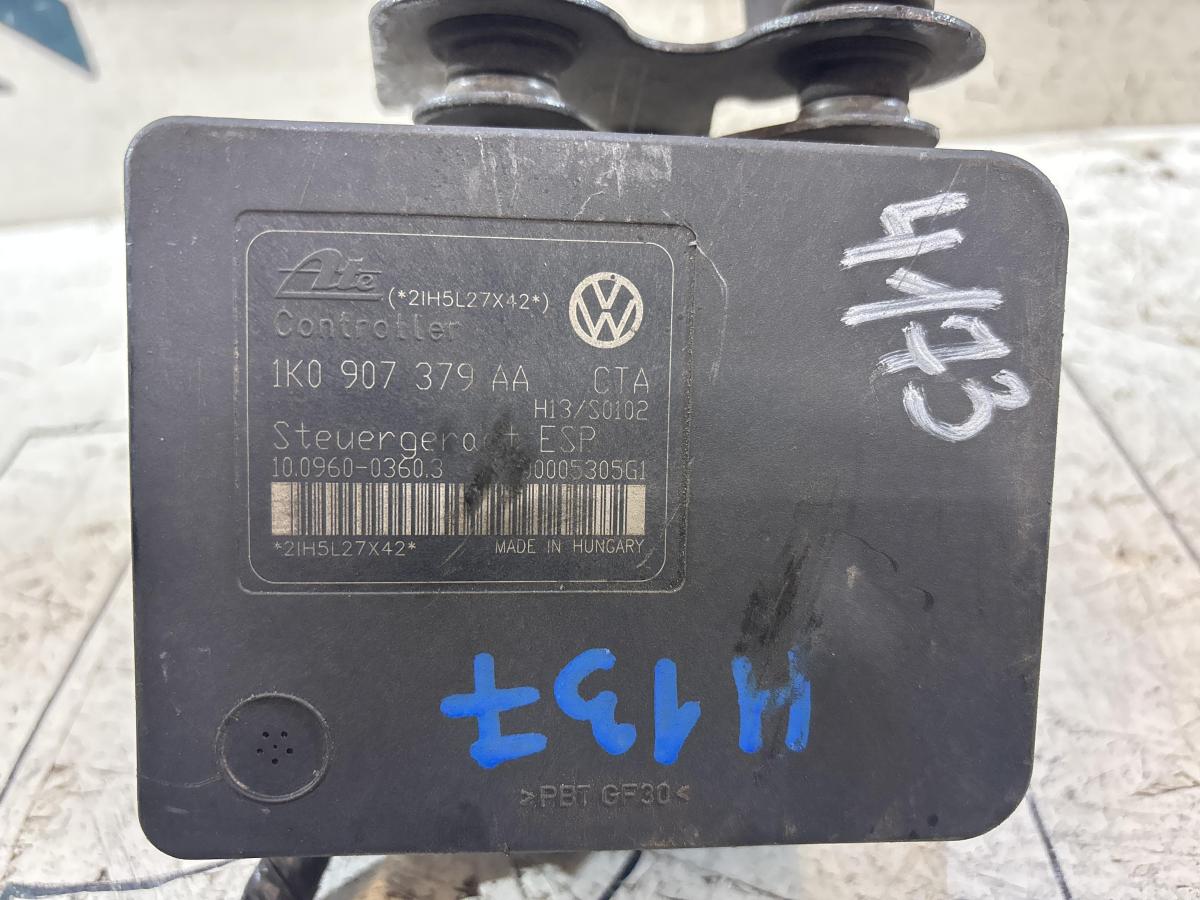 Ate
(*2IH5L27X42*)
Controller
1K0 907 379 AA CTA
H13/S0102
Steuergeraet ESP
10.0960-0360.3 00005305G1
*2IH5L27X42* MADE IN HUNGARY
4173
4137
>PBT GF30<